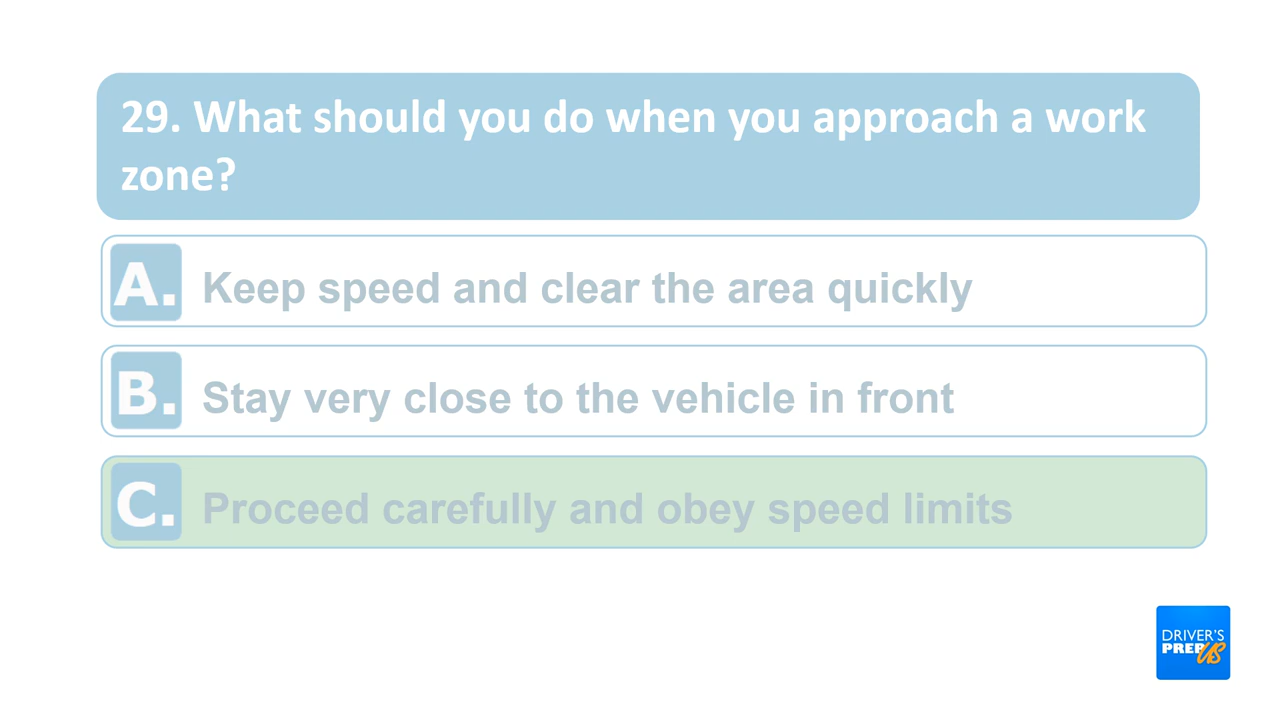 29. What should you do when you approach a work
zone?
A. Keep speed and clear the area quickly
B. Stay very close to the vehicle in front
C. Proceed carefully and obey speed limits
DRIVER'S
PREP US